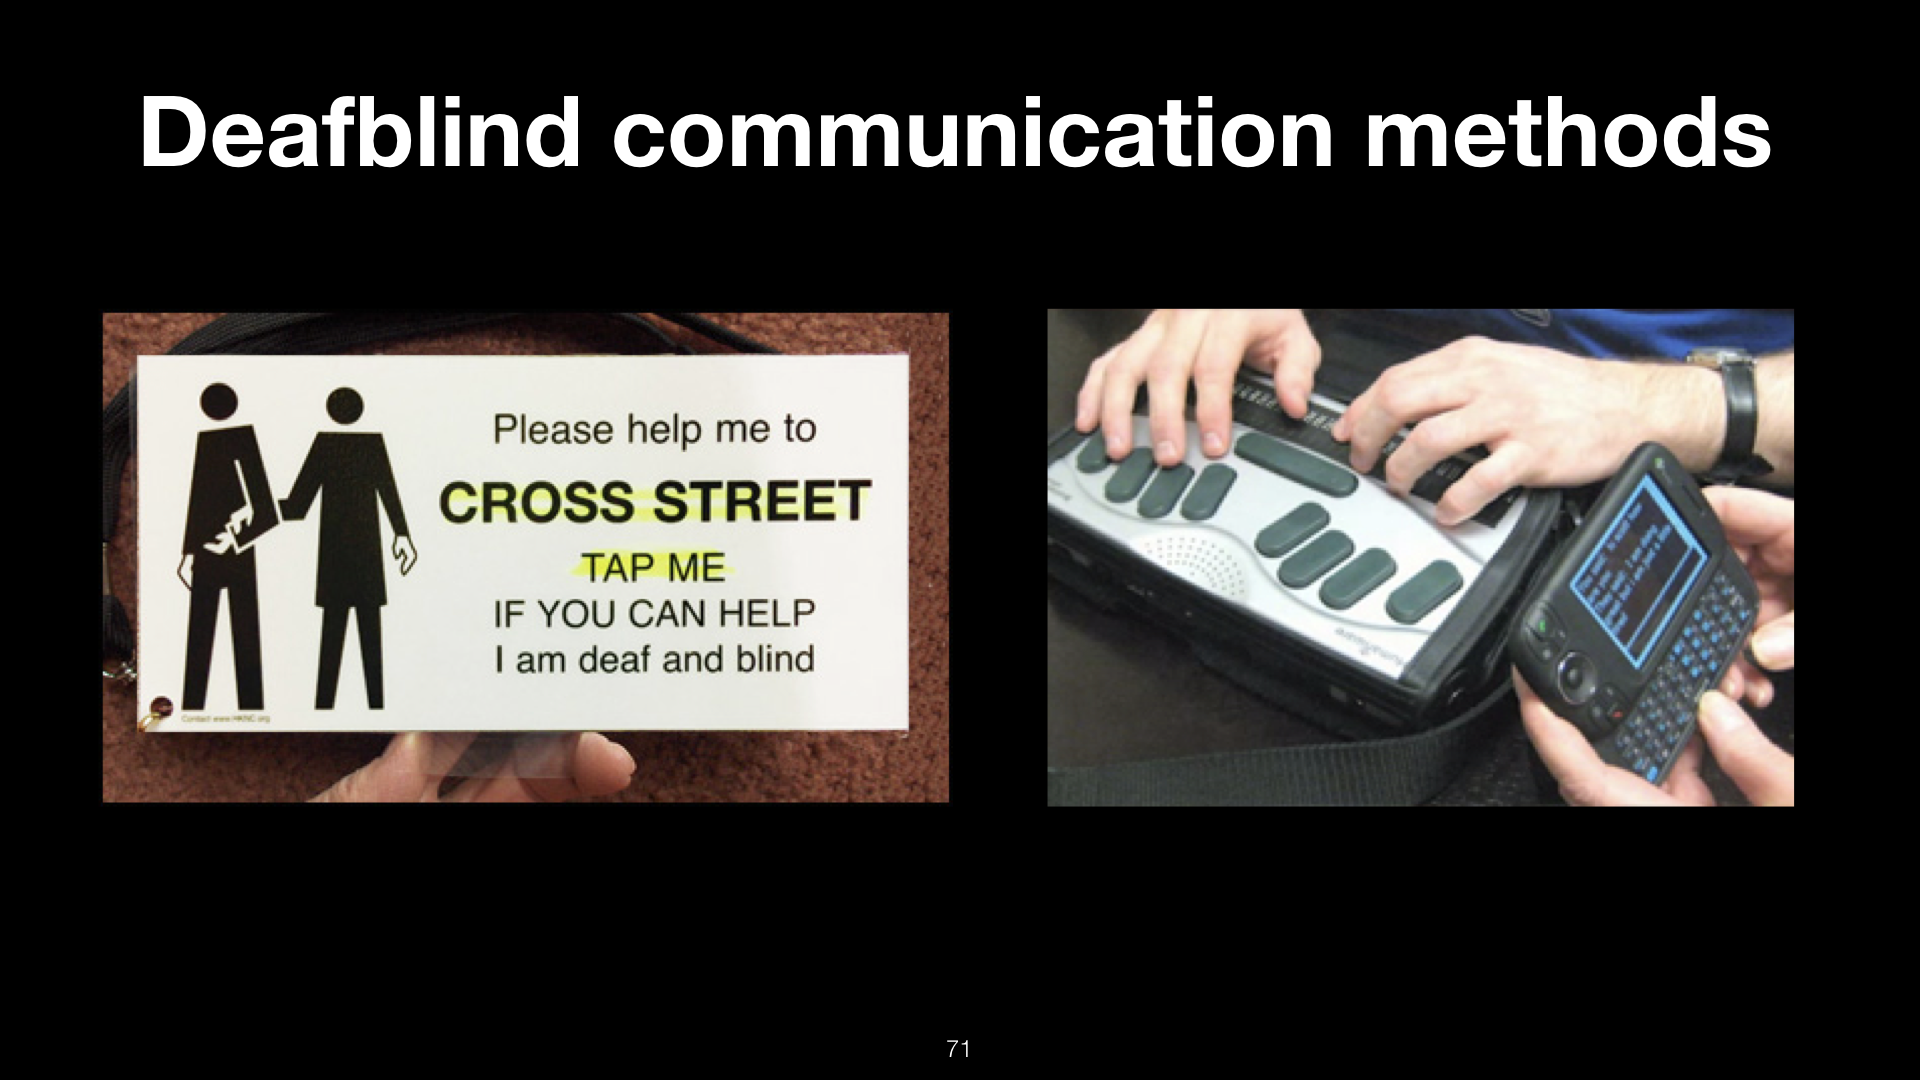 Deafblind communication methods
Please help me to
CROSS STREET
TAP ME
IF YOU CAN HELP
I am deaf and blind
Contact www.HKNC.org
71